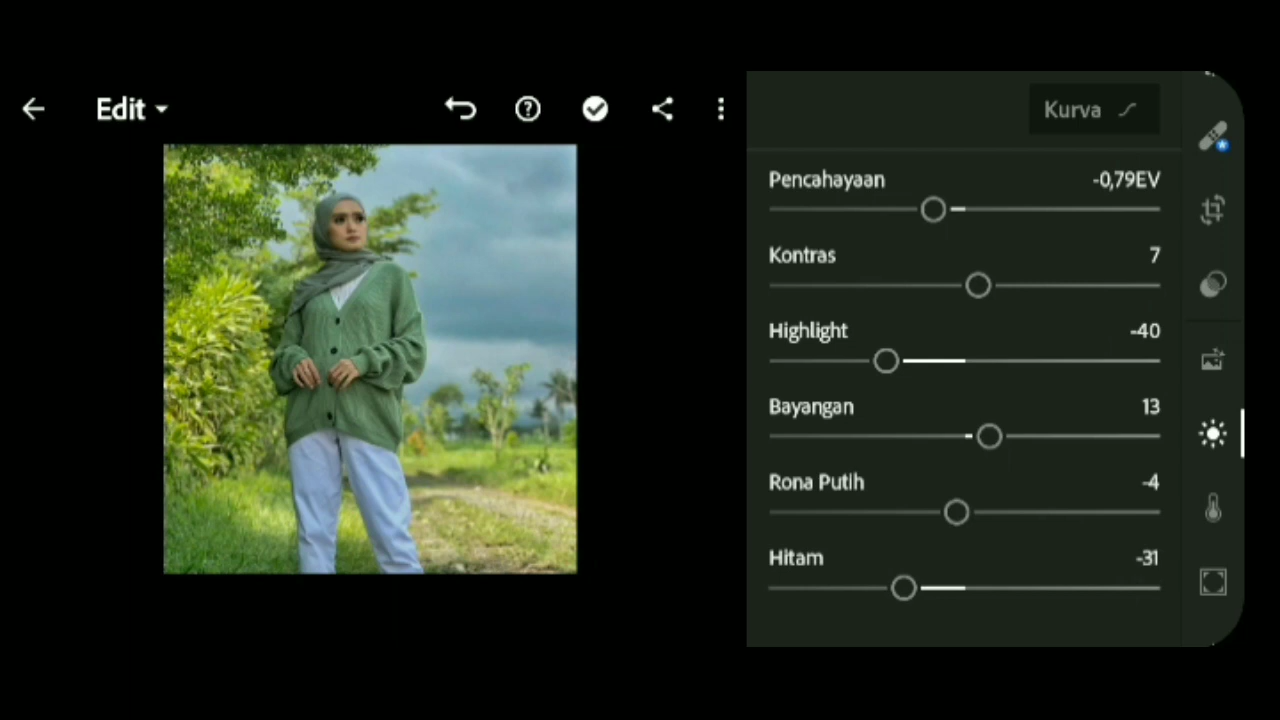 Edit
Kurva
Pencahayaan -0,79EV
Kontras 7
Highlight -40
Bayangan 13
Rona Putih -4
Hitam -31